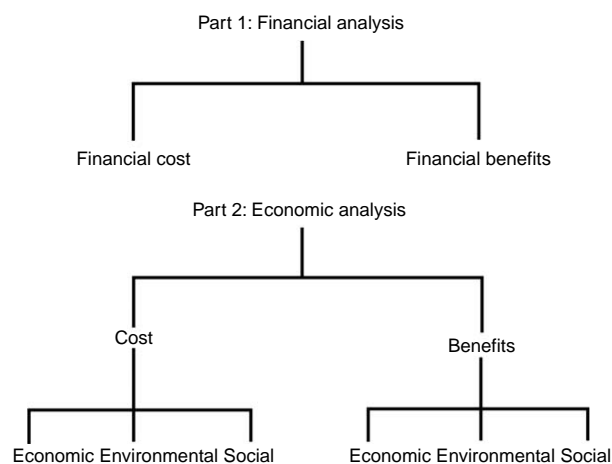 Part 1: Financial analysis
Financial cost Financial benefits
Part 2: Economic analysis
Cost
Benefits
Economic Environmental Social Economic Environmental Social